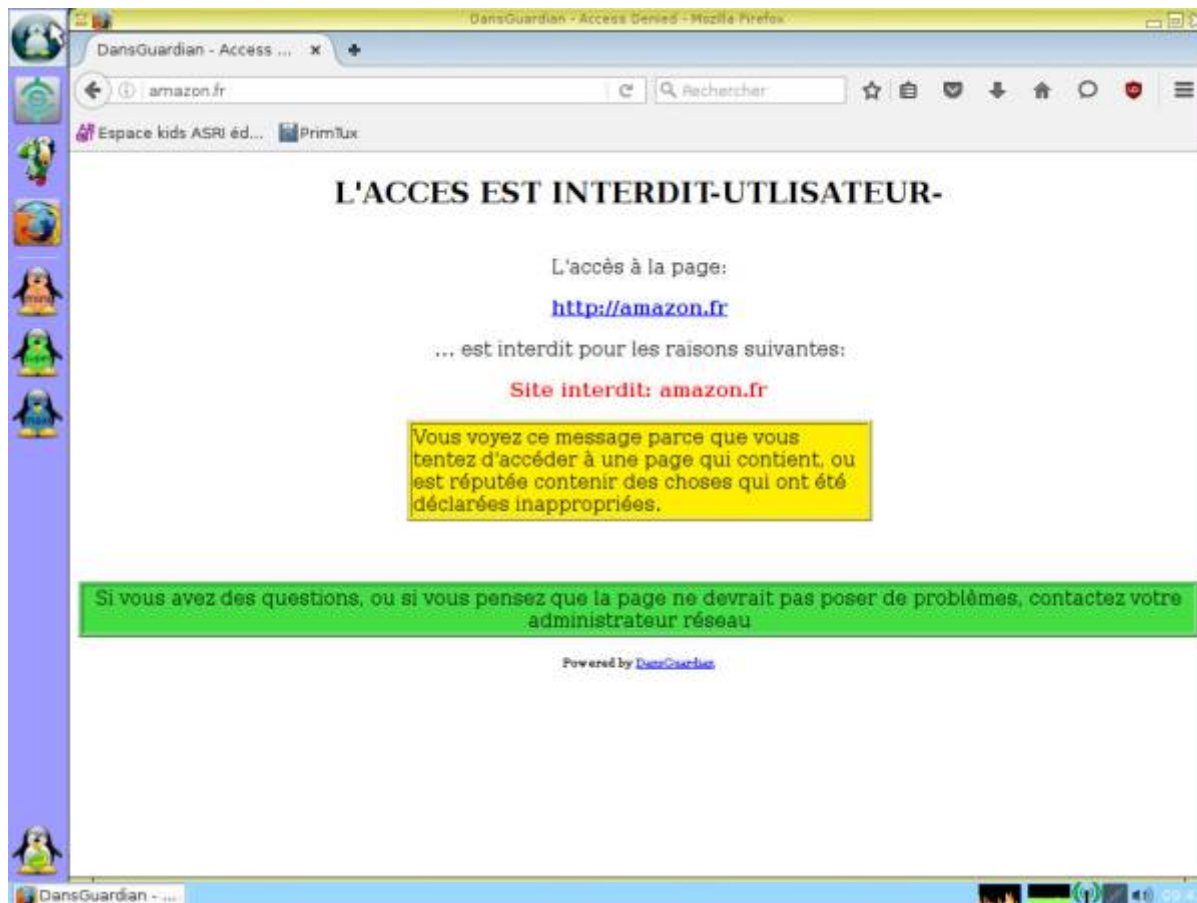 DansGuardian - Access Denied - Mozilla Firefox
DansGuardian - Access ...
amazon.fr
Rechercher
Espace kids ASRI éd...
PrimTux
L'ACCES EST INTERDIT-UTLISATEUR-
L'accès à la page:
http://amazon.fr
... est interdit pour les raisons suivantes:
Site interdit: amazon.fr
Vous voyez ce message parce que vous
tentez d'accéder à une page qui contient, ou
est réputée contenir des choses qui ont été
déclarées inappropriées.
Si vous avez des questions, ou si vous pensez que la page ne devrait pas poser de problèmes, contactez votre
administrateur réseau
Powered by DansGuardian
mini
super
maxi
DansGuardian - ...